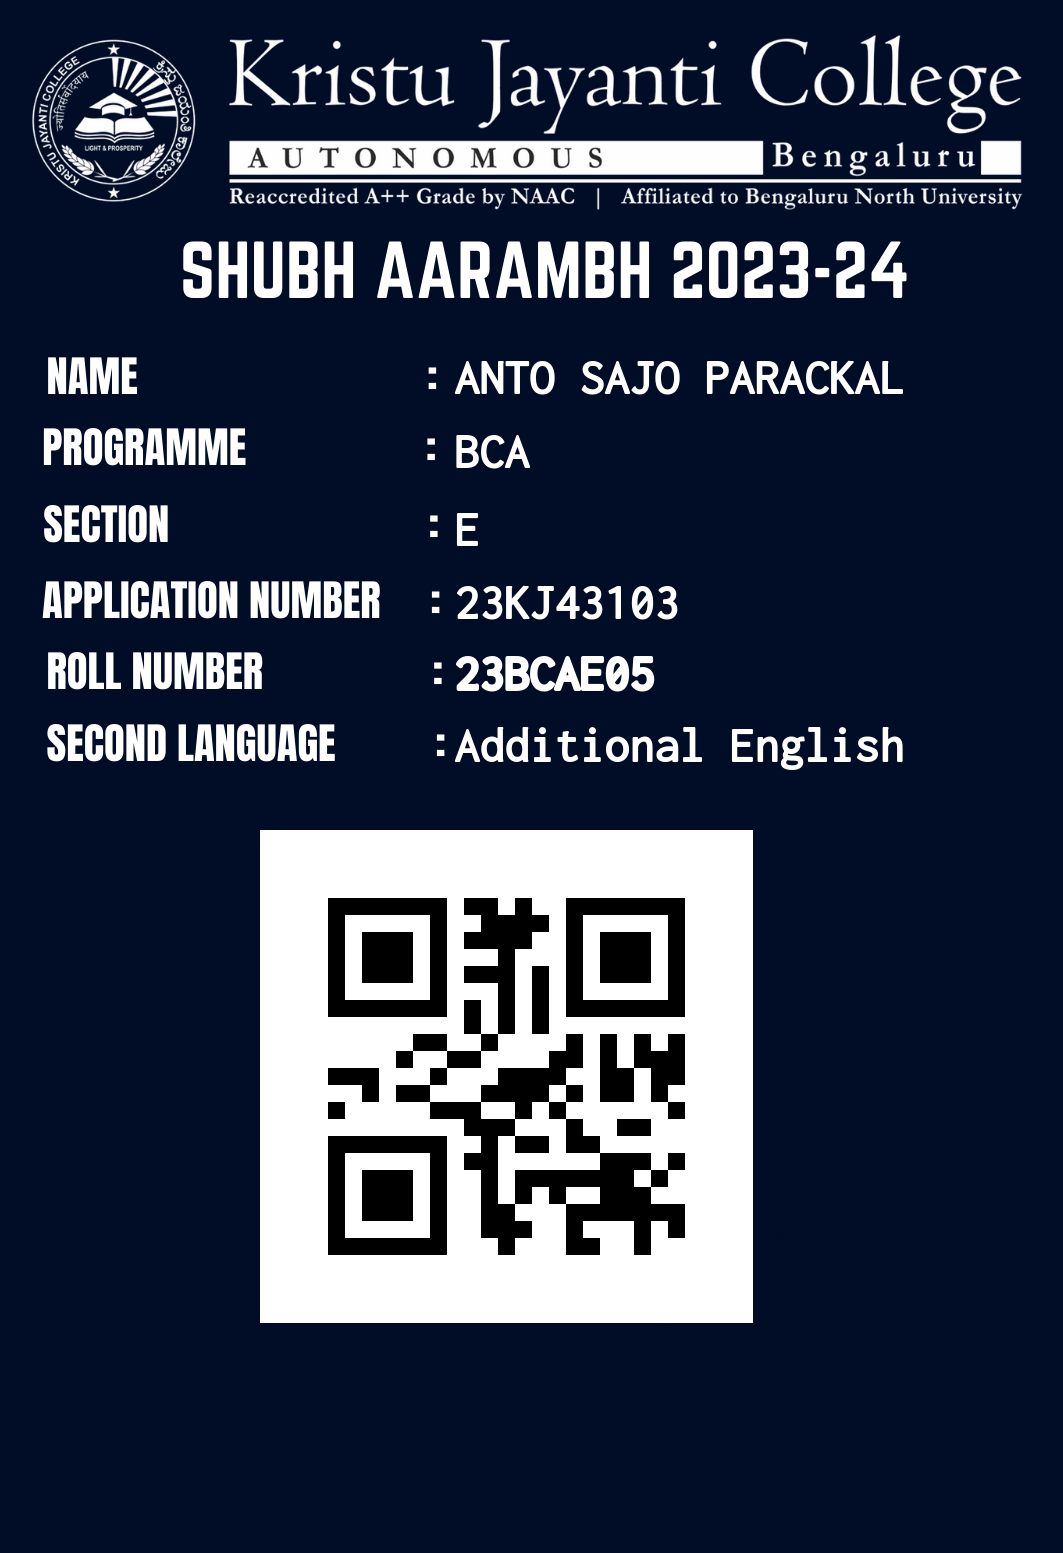 Kristu Jayanti College
AUTONOMOUS Bengaluru
Reaccredited A++ Grade by NAAC | Affiliated to Bengaluru North University
KRISTU JAYANTI COLLEGE
LIGHT & PROSPERITY
SHUBH AARAMBH 2023-24
NAME : ANTO SAJO PARACKAL
PROGRAMME : BCA
SECTION : E
APPLICATION NUMBER : 23KJ43103
ROLL NUMBER : 23BCAE05
SECOND LANGUAGE : Additional English